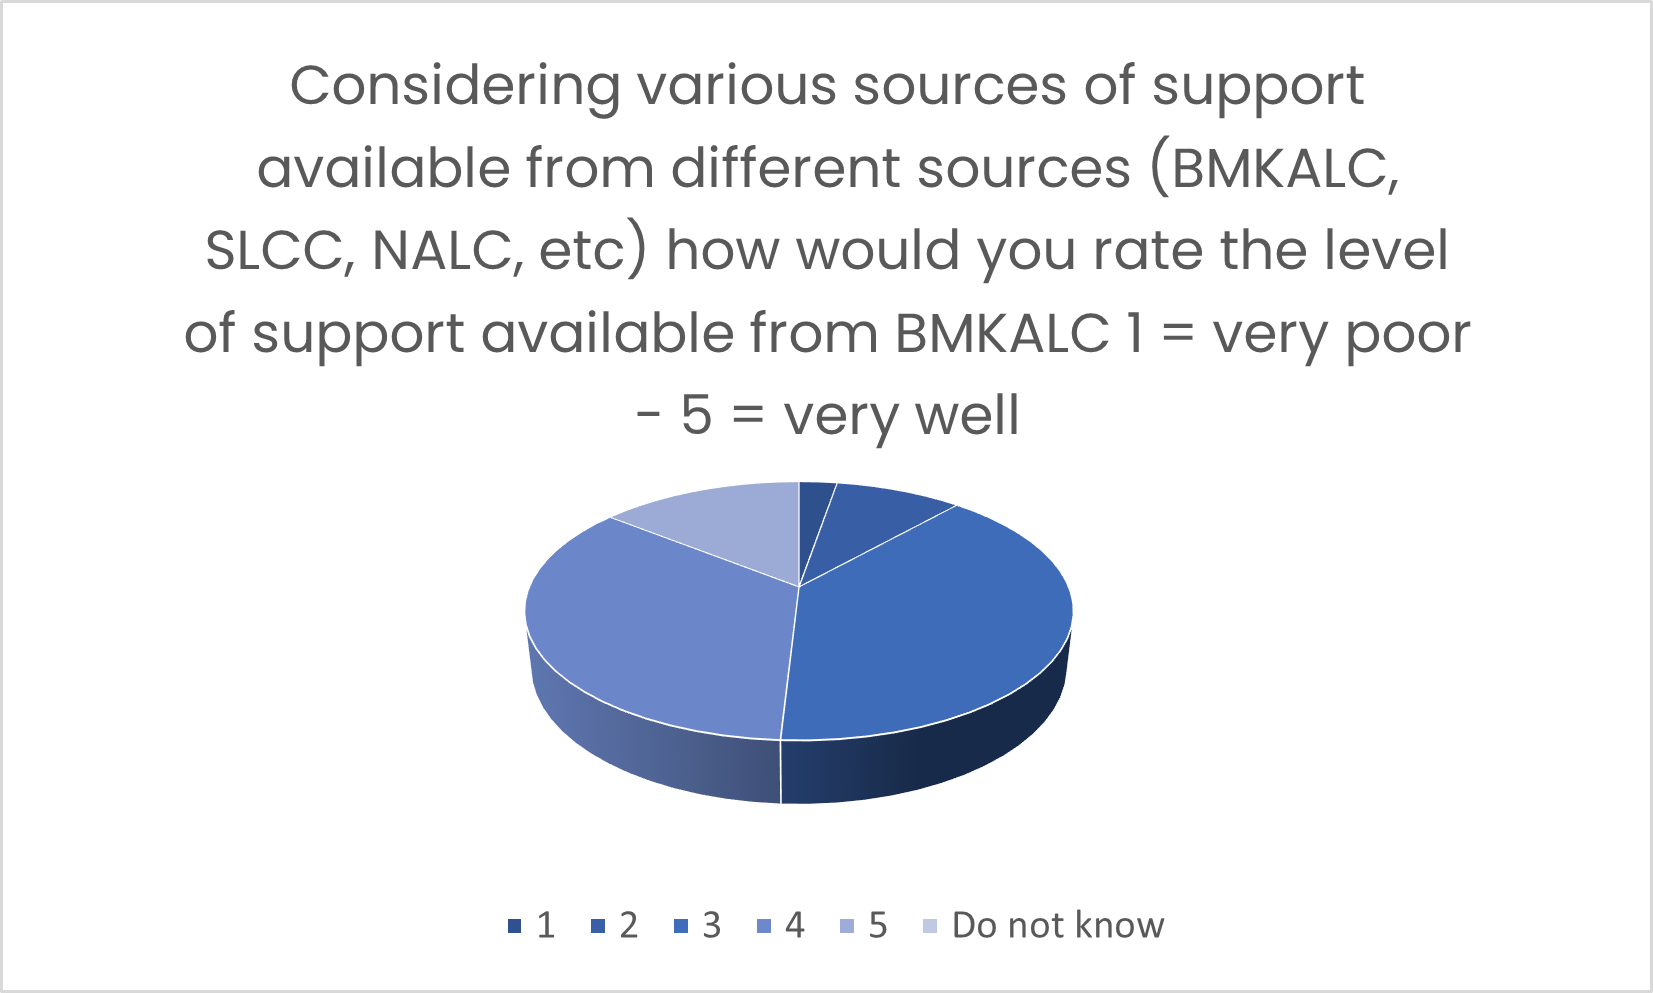 Considering various sources of support
available from different sources (BMKALC,
SLCC, NALC, etc) how would you rate the level
of support available from BMKALC 1 = very poor
- 5 = very well
1 2 3 4 5 Do not know